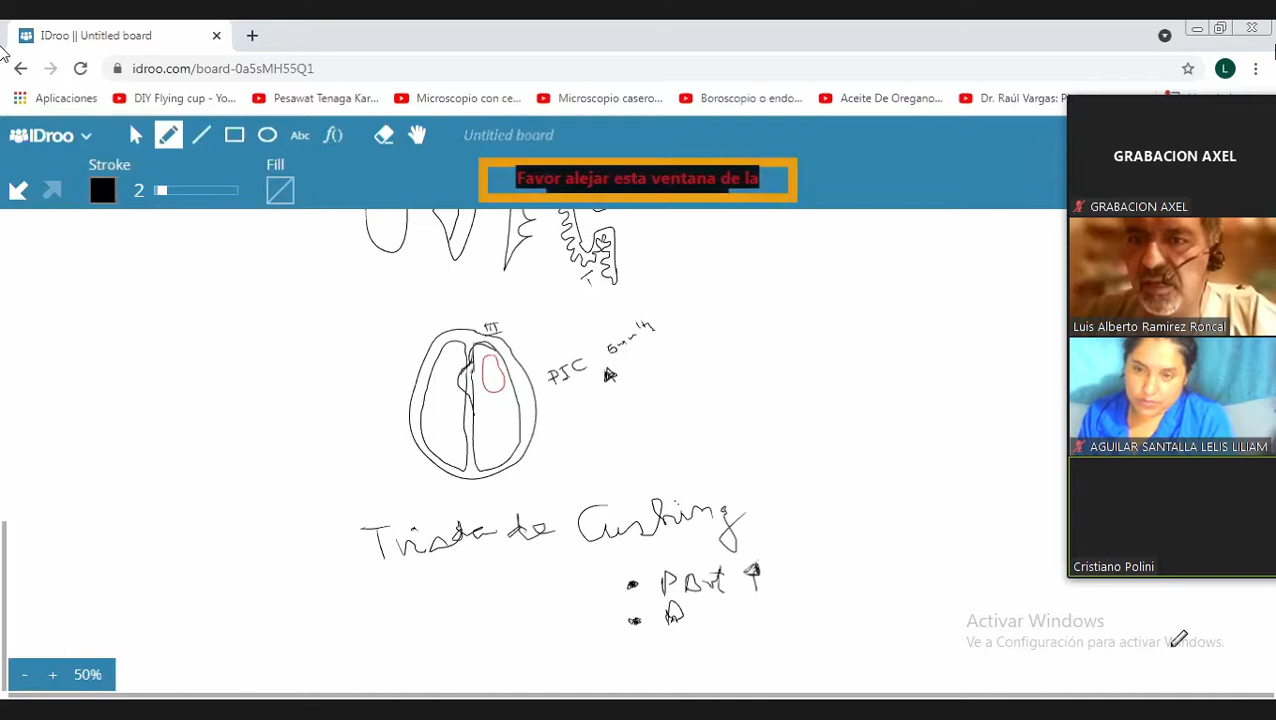 IDroo || Untitled board
idroo.com/board-0a5sMH55Q1
L
Aplicaciones
DIY Flying cup - Yo...
Pesawat Tenaga Kar...
Microscopio con ce...
Microscopio casero...
Boroscopio o endo...
Aceite De Oregano...
Dr. Raúl Vargas: P
IDroo
Abc
f()
Untitled board
Stroke
2
Fill
Favor alejar esta ventana de la
GRABACION AXEL
GRABACION AXEL
Luis Alberto Ramirez Roncal
AGUILAR SANTALLA LELIS LILIAM
Cristiano Polini
III
PIC
de Cushing
Activar Windows
Ve a Configuración para activar Windows.
- + 50%